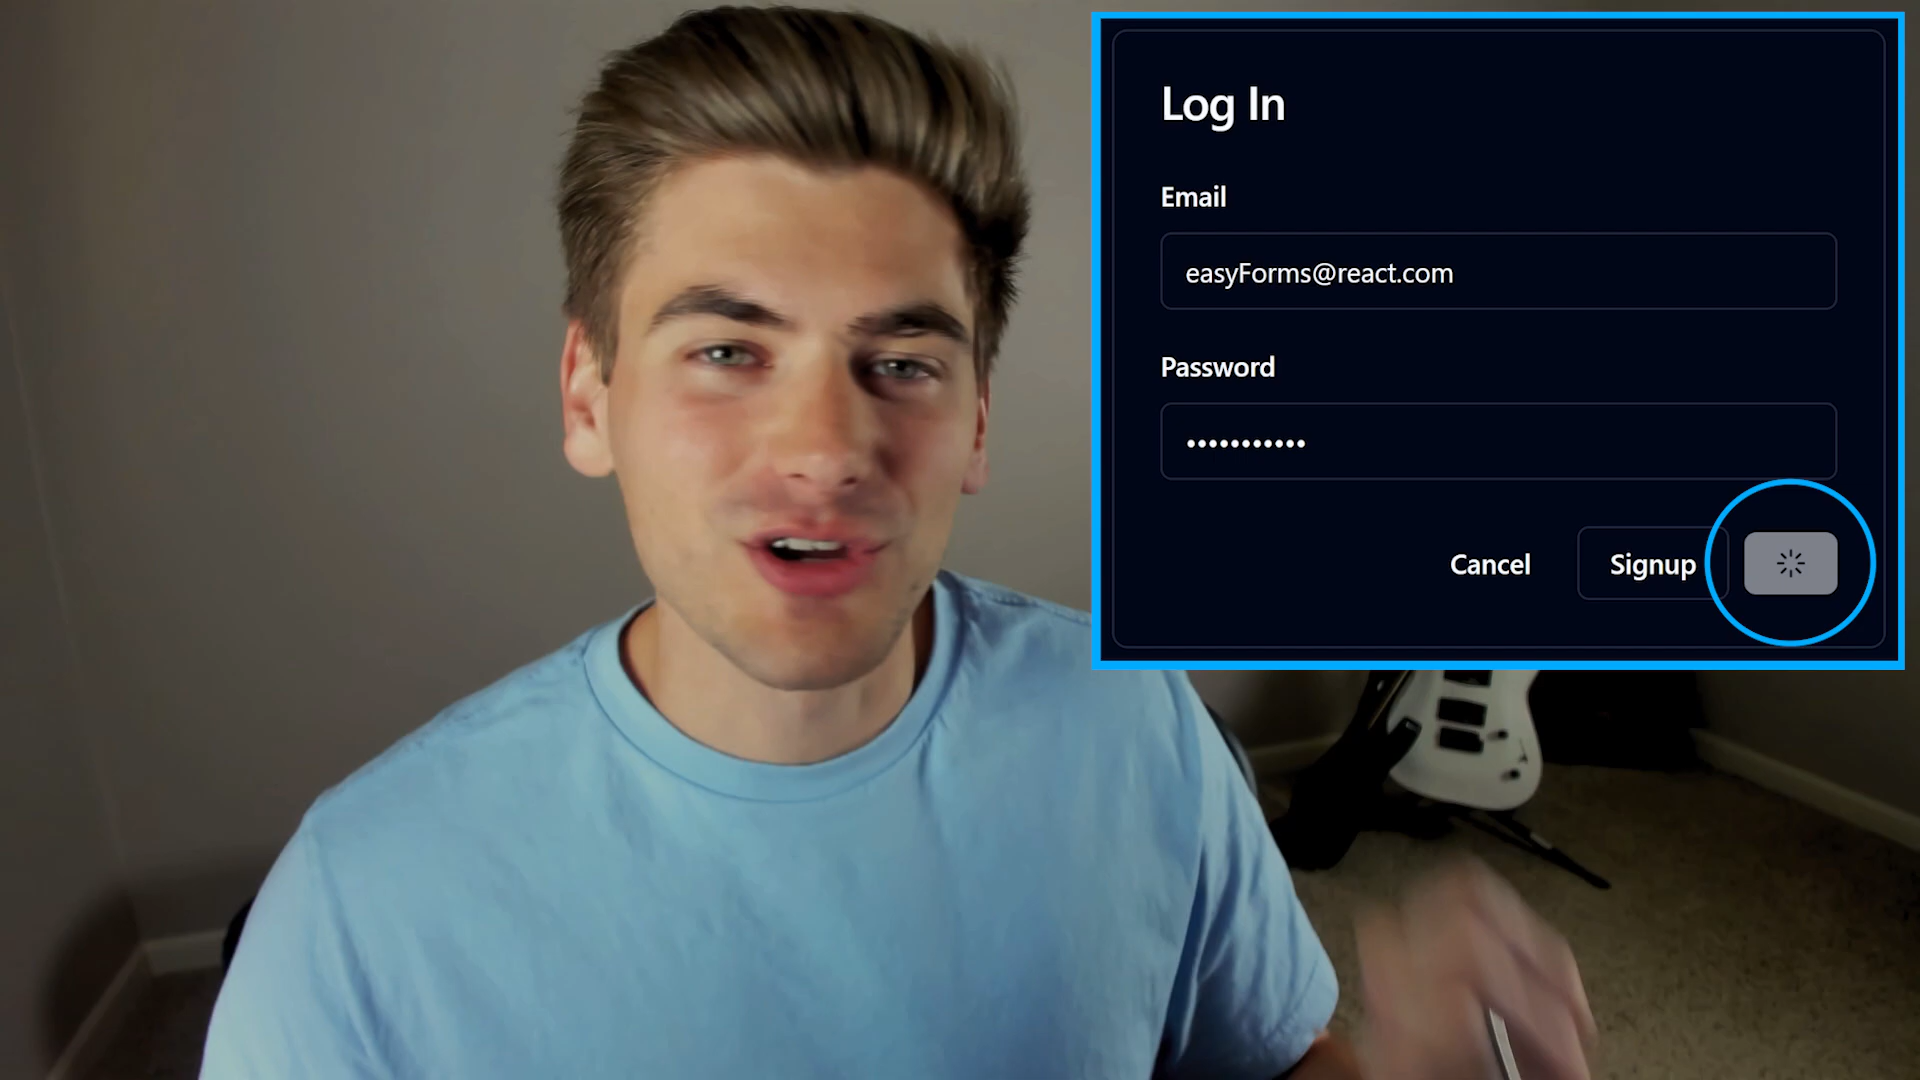 Log In
Email
easyForms@react.com
Password
•••••••••••
Cancel
Signup